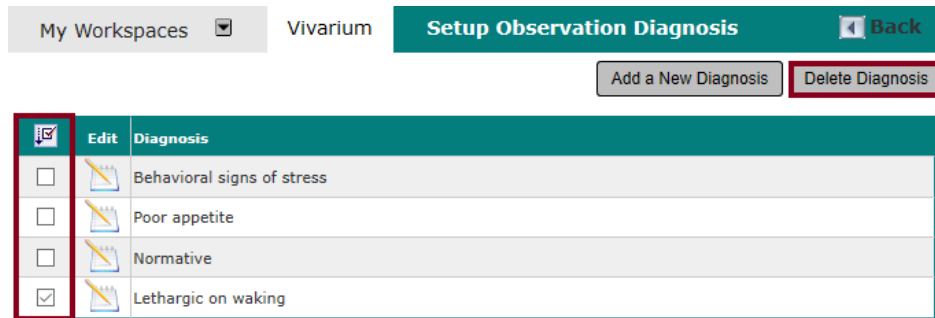 My Workspaces Vivarium Setup Observation Diagnosis Back
Add a New Diagnosis Delete Diagnosis
Edit Diagnosis
Behavioral signs of stress
Poor appetite
Normative
Lethargic on waking